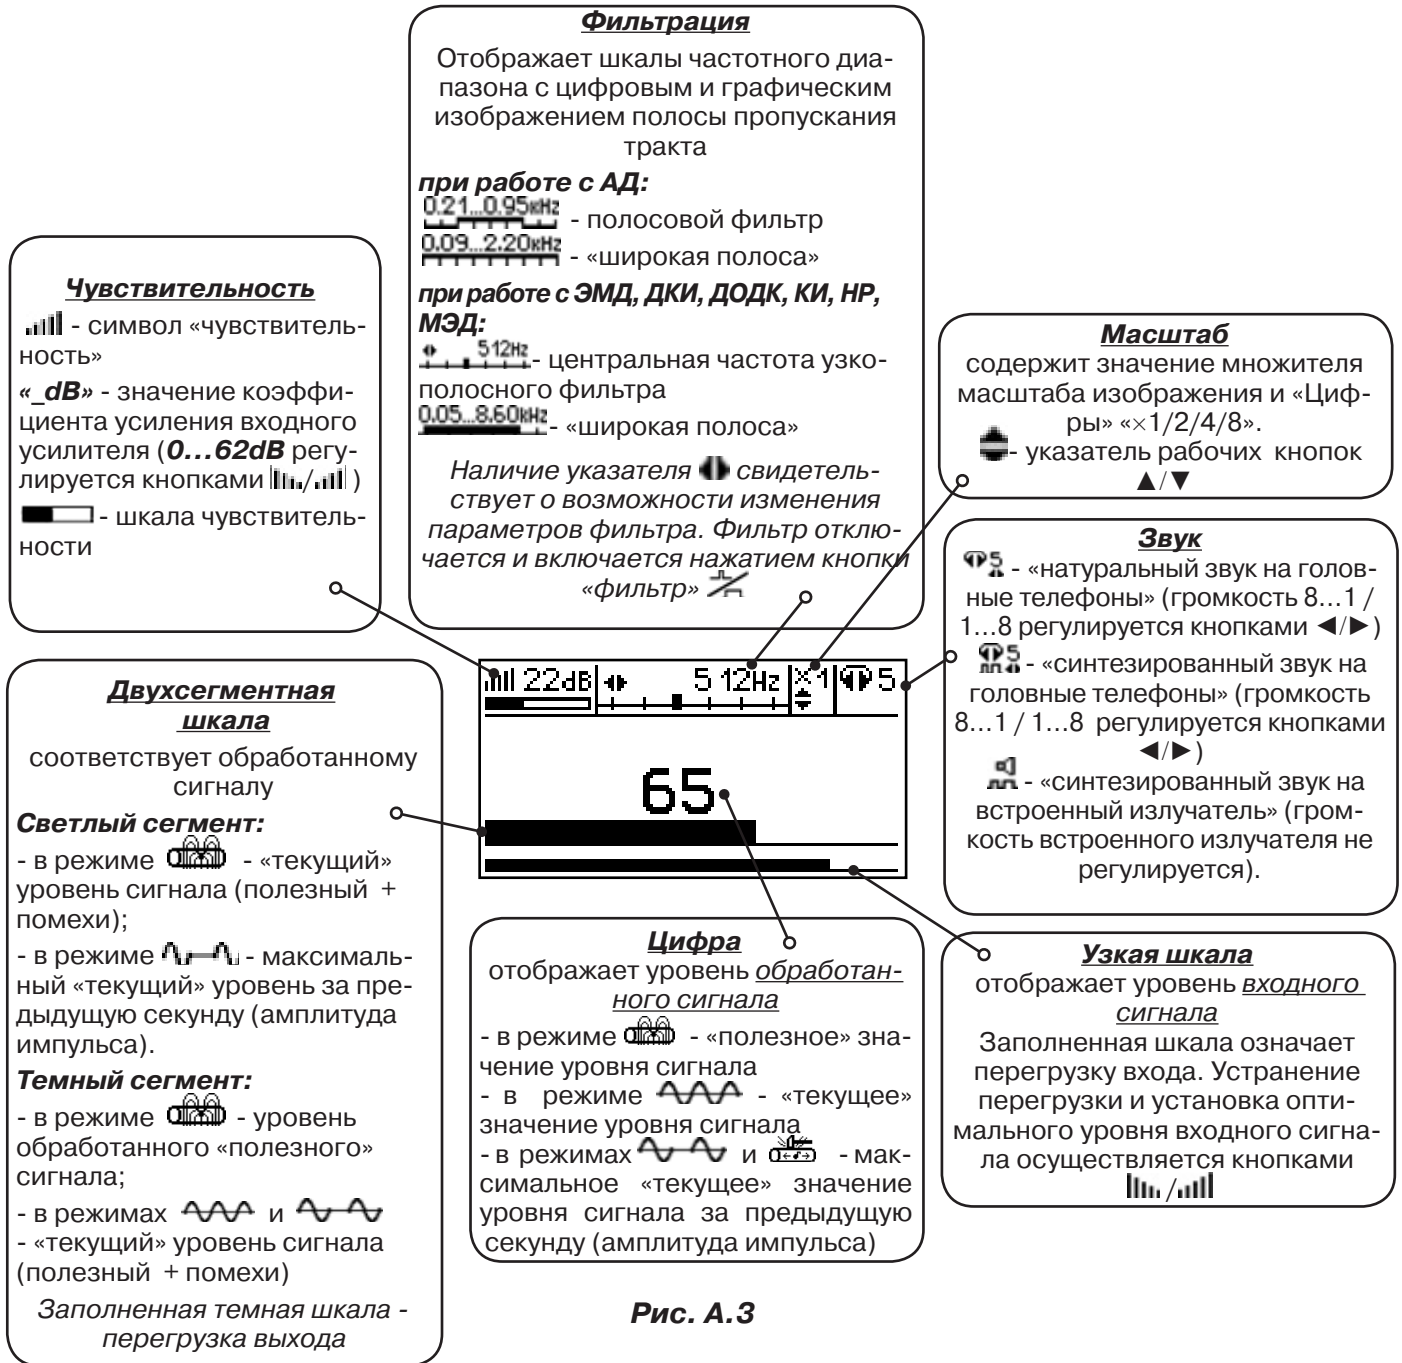 Фильтрация
Отображает шкалы частотного диа-
пазона с цифровым и графическим
изображением полосы пропускания
тракта
при работе с АД:
0.21...0.95кHz - полосовой фильтр
0.09...2.20кHz - «широкая полоса»
при работе с ЭМД, ДКИ, ДОДК, КИ, НР,
МЭД:
512Hz - центральная частота узко-
полосного фильтра
0.05...8.60кHz - «широкая полоса»
Наличие указателя ◀▶ свидетель-
ствует о возможности изменения
параметров фильтра. Фильтр отклю-
чается и включается нажатием кнопки
«фильтр»
Чувствительность
- символ «чувствитель-
ность»
«_dB» - значение коэффи-
циента усиления входного
усилителя (0...62dB регу-
лируется кнопками / )
- шкала чувствитель-
ности
Масштаб
содержит значение множителя
масштаба изображения и «Циф-
ры» «×1/2/4/8».
- указатель рабочих кнопок
▲/▼
Звук
5 - «натуральный звук на голов-
ные телефоны» (громкость 8...1 /
1...8 регулируется кнопками ◀/▶)
5 - «синтезированный звук на
головные телефоны» (громкость
8...1 / 1...8 регулируется кнопками
◀/▶)
- «синтезированный звук на
встроенный излучатель» (гром-
кость встроенного излучателя не
регулируется).
22dB 512Hz ×1 5
65
Двухсегментная
шкала
соответствует обработанному
сигналу
Светлый сегмент:
- в режиме - «текущий»
уровень сигнала (полезный +
помехи);
- в режиме - максималь-
ный «текущий» уровень за пре-
дыдущую секунду (амплитуда
импульса).
Темный сегмент:
- в режиме - уровень
обработанного «полезного»
сигнала;
- в режимах и
- «текущий» уровень сигнала
(полезный + помехи)
Заполненная темная шкала -
перегрузка выхода
Цифра
отображает уровень обработан-
ного сигнала
- в режиме - «полезное» зна-
чение уровня сигнала
- в режиме - «текущее»
значение уровня сигнала
- в режимах и - мак-
симальное «текущее» значение
уровня сигнала за предыдущую
секунду (амплитуда импульса)
Узкая шкала
отображает уровень входного
сигнала
Заполненная шкала означает
перегрузку входа. Устранение
перегрузки и установка опти-
мального уровня входного сигна-
ла осуществляется кнопками
/
Рис. А.3